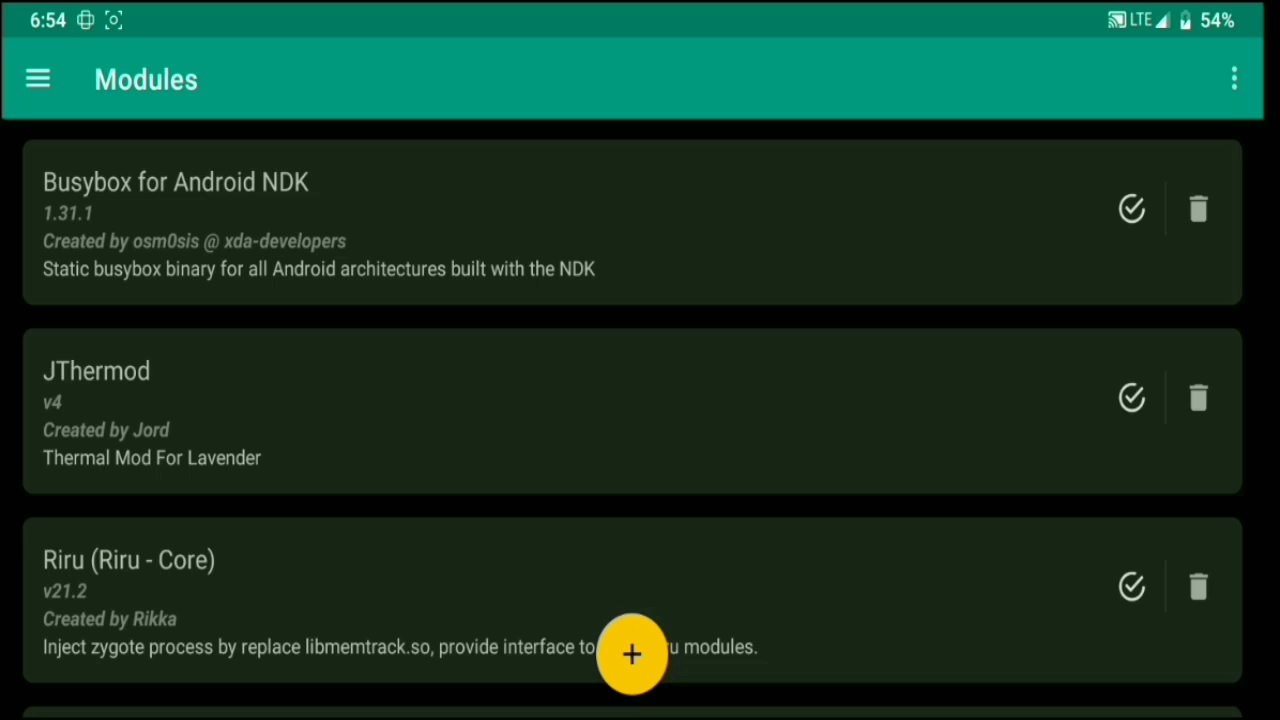 6:54 LTE 54%
Modules
Busybox for Android NDK
1.31.1
Created by osm0sis @ xda-developers
Static busybox binary for all Android architectures built with the NDK
JThermod
v4
Created by Jord
Thermal Mod For Lavender
Riru (Riru - Core)
v21.2
Created by Rikka
Inject zygote process by replace libmemtrack.so, provide interface to modules.